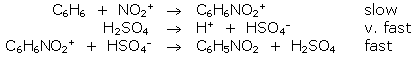 C₆H₆ + NO₂⁺ → C₆H₆NO₂⁺ slow
H₂SO₄ → H⁺ + HSO₄⁻ v. fast
C₆H₆NO₂⁺ + HSO₄⁻ → C₆H₅NO₂ + H₂SO₄ fast